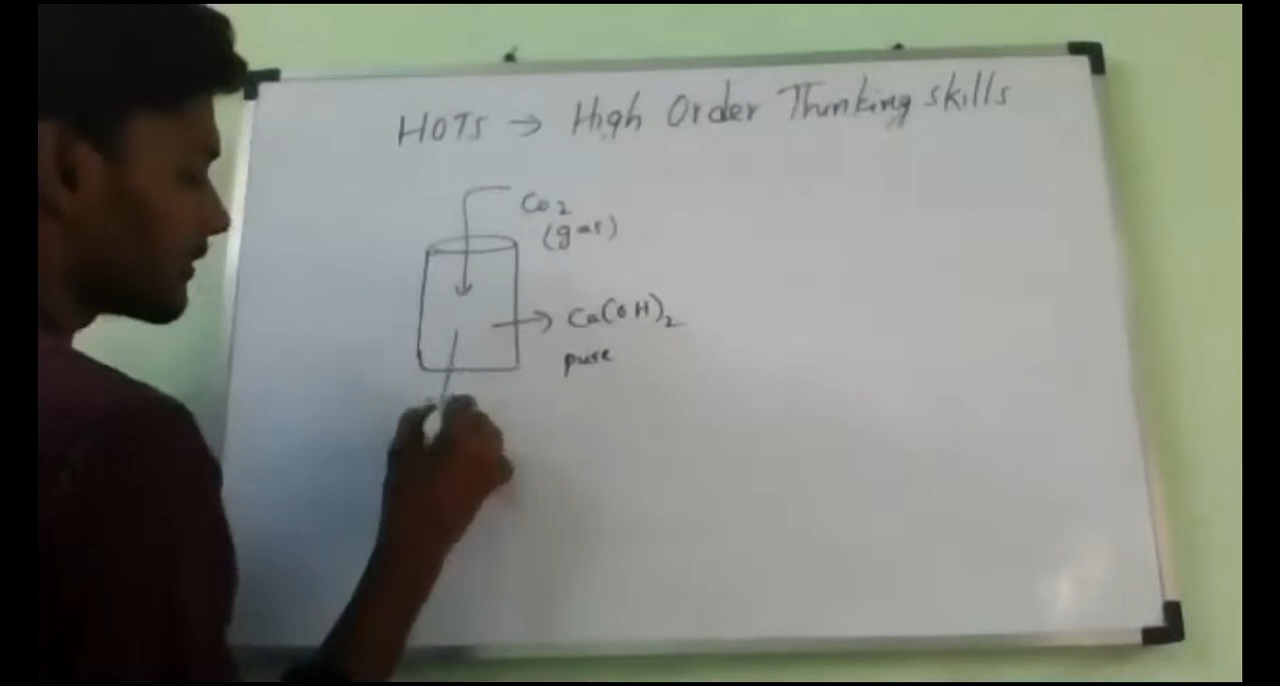 HOTS → High Order Thinking skills
Co₂
(gas)
Ca(OH)₂
pure